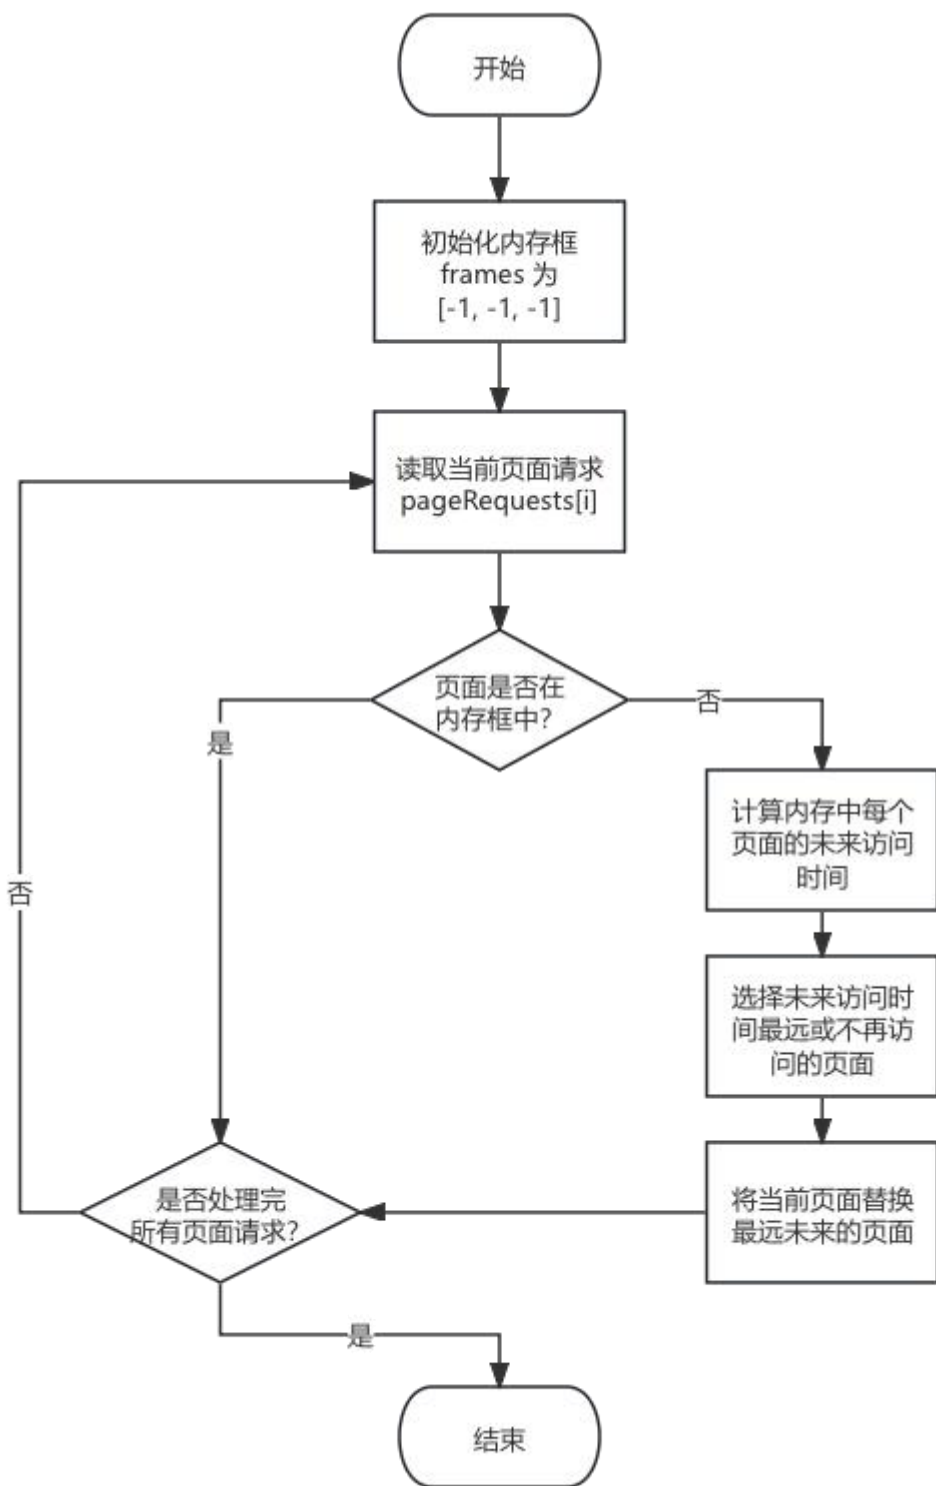 开始
初始化内存框
frames 为
[-1, -1, -1]
读取当前页面请求
pageRequests[i]
页面是否在
内存框中？
是
否
计算内存中每个
页面的未来访问
时间
否
选择未来访问时
间最远或不再访
问的页面
是否处理完
所有页面请求？
将当前页面替换
最远未来的页面
是
结束